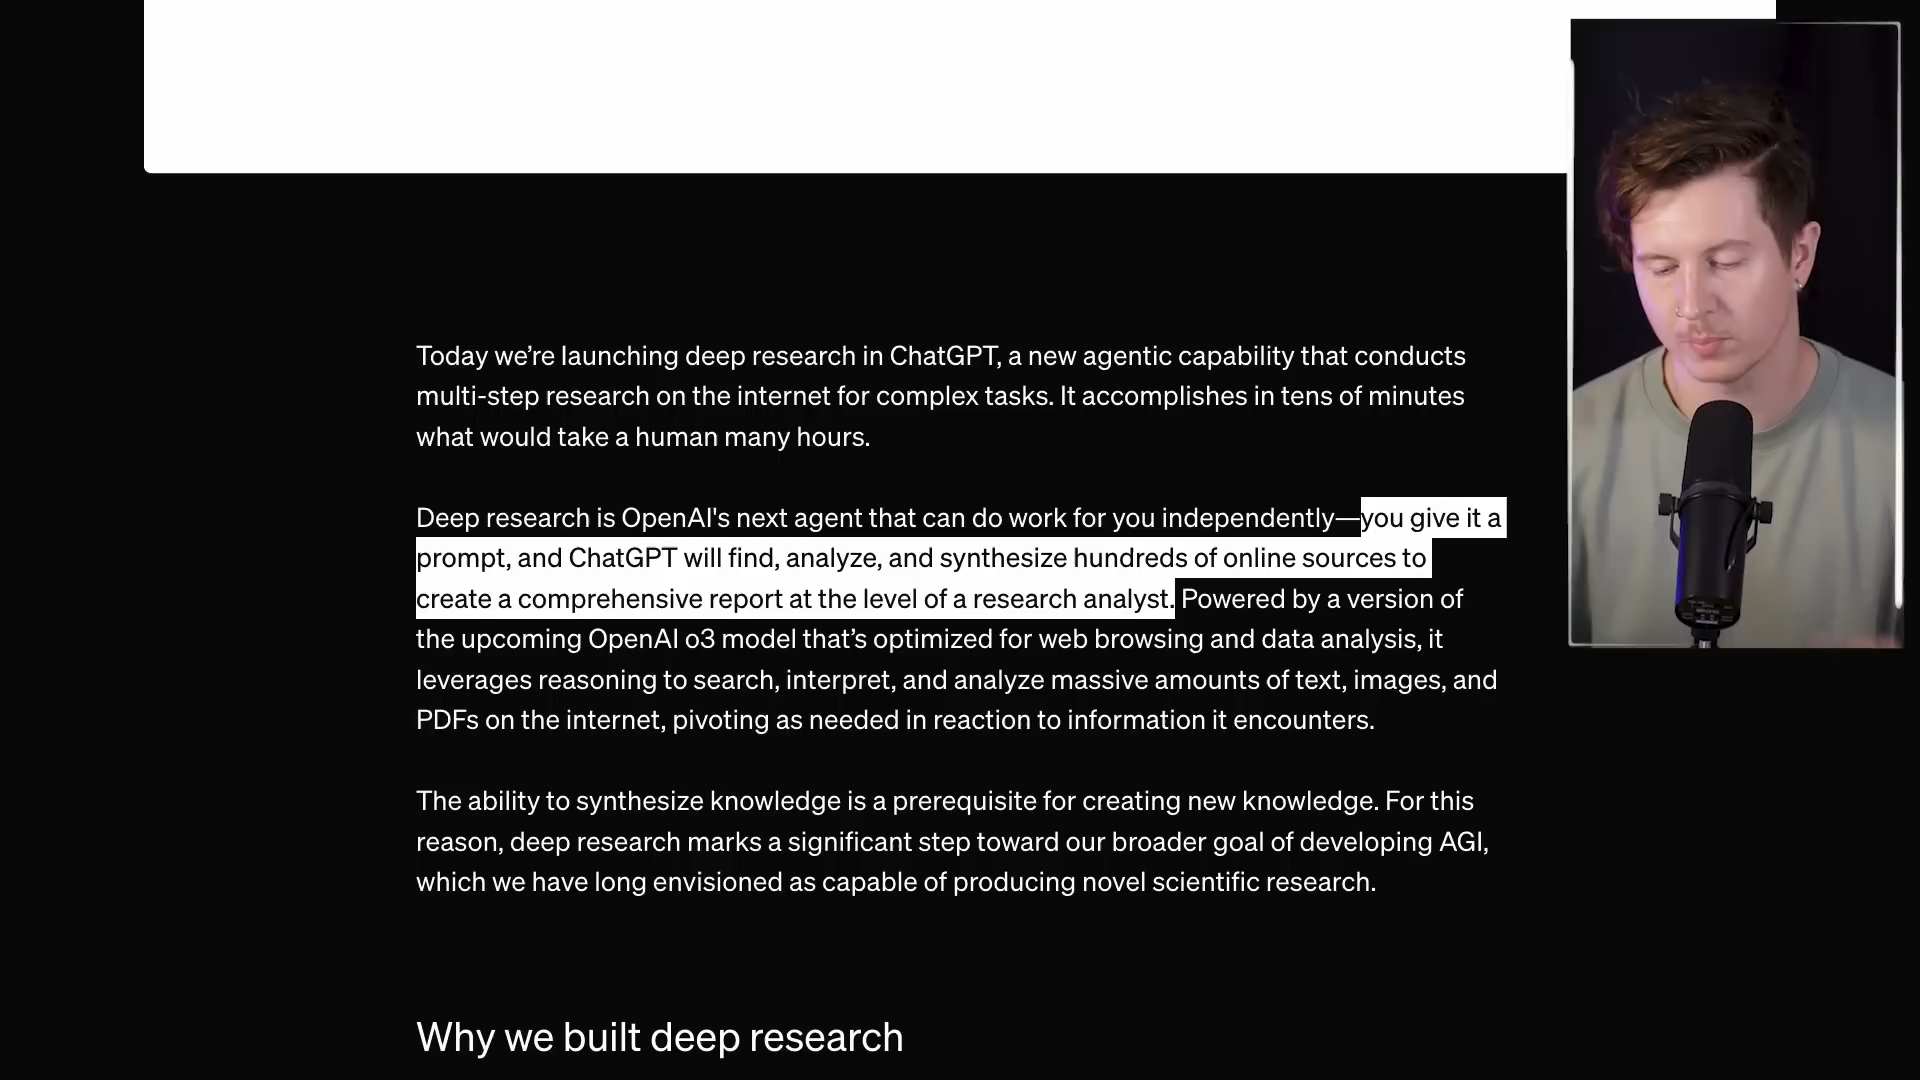 Today we’re launching deep research in ChatGPT, a new agentic capability that conducts
multi-step research on the internet for complex tasks. It accomplishes in tens of minutes
what would take a human many hours.
Deep research is OpenAI's next agent that can do work for you independently—you give it a
prompt, and ChatGPT will find, analyze, and synthesize hundreds of online sources to
create a comprehensive report at the level of a research analyst. Powered by a version of
the upcoming OpenAI o3 model that’s optimized for web browsing and data analysis, it
leverages reasoning to search, interpret, and analyze massive amounts of text, images, and
PDFs on the internet, pivoting as needed in reaction to information it encounters.
The ability to synthesize knowledge is a prerequisite for creating new knowledge. For this
reason, deep research marks a significant step toward our broader goal of developing AGI,
which we have long envisioned as capable of producing novel scientific research.
Why we built deep research